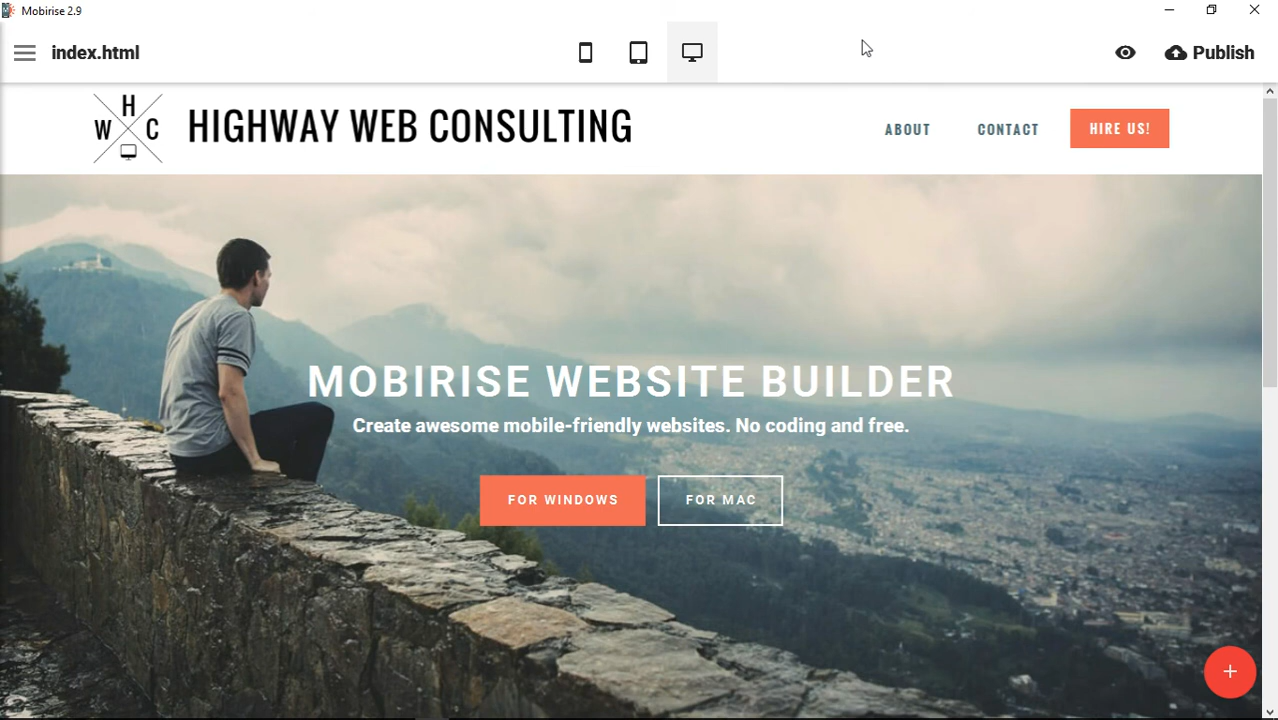 Mobirise 2.9
index.html
Publish
H
W C
HIGHWAY WEB CONSULTING
ABOUT
CONTACT
HIRE US!
MOBIRISE WEBSITE BUILDER
Create awesome mobile-friendly websites. No coding and free.
FOR WINDOWS
FOR MAC